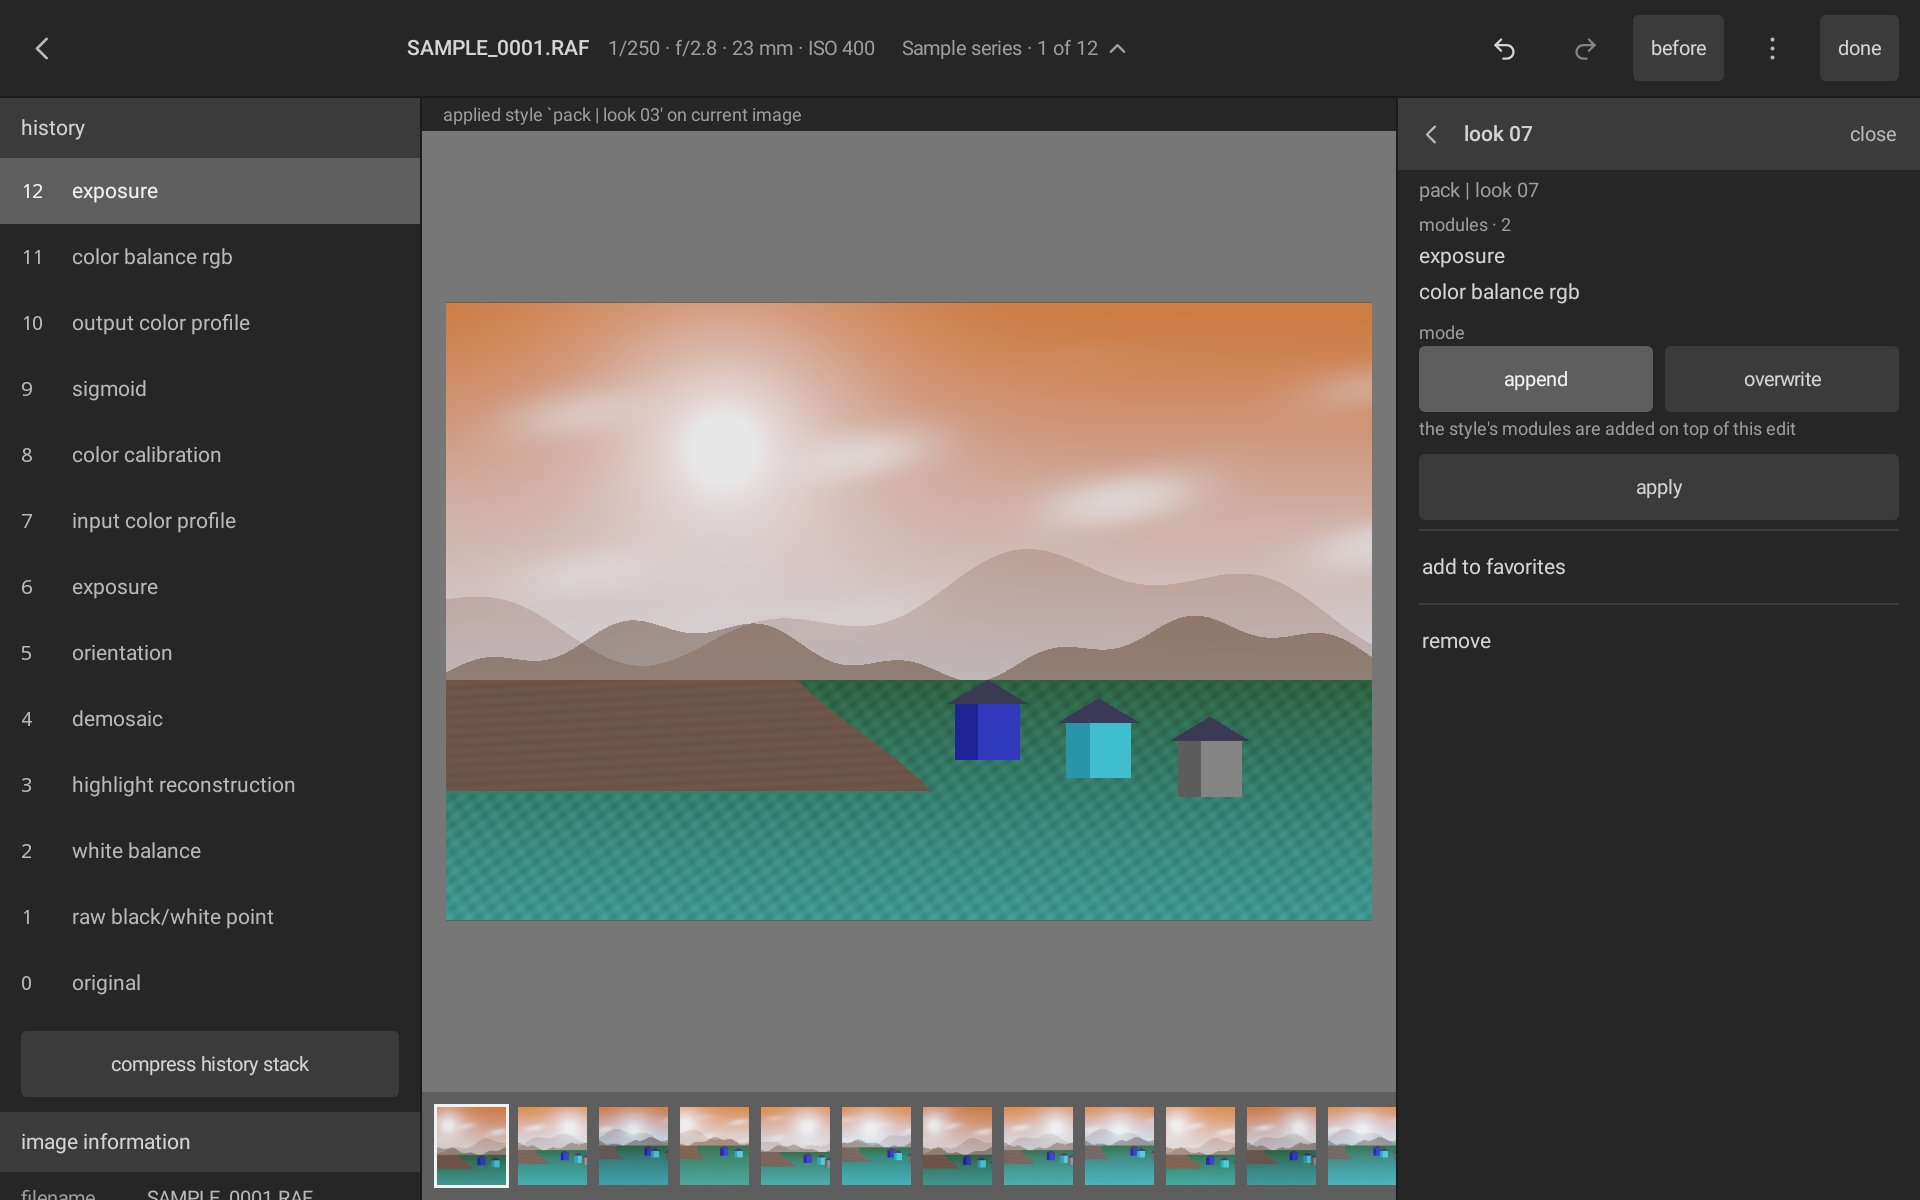 SAMPLE_0001.RAF 1/250 · f/2.8 · 23 mm · ISO 400 Sample series · 1 of 12
before
done
history
12 exposure
11 color balance rgb
10 output color profile
9 sigmoid
8 color calibration
7 input color profile
6 exposure
5 orientation
4 demosaic
3 highlight reconstruction
2 white balance
1 raw black/white point
0 original
compress history stack
image information
filename SAMPLE_0001.RAF
applied style `pack | look 03' on current image
look 07
close
pack | look 07
modules · 2
exposure
color balance rgb
mode
append
overwrite
the style's modules are added on top of this edit
apply
add to favorites
remove